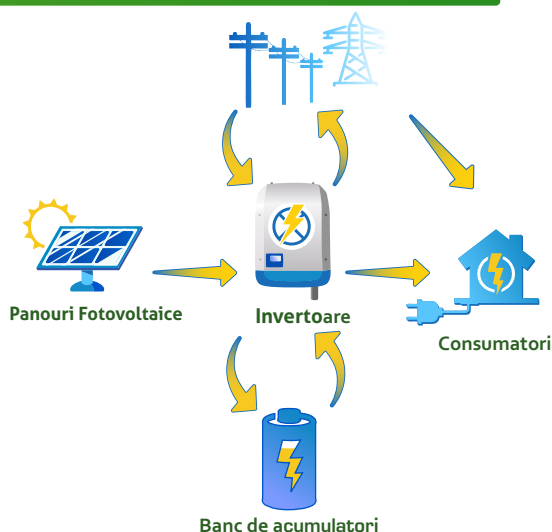 Panouri Fotovoltaice
Invertoare
Consumatori
Banc de acumulatori